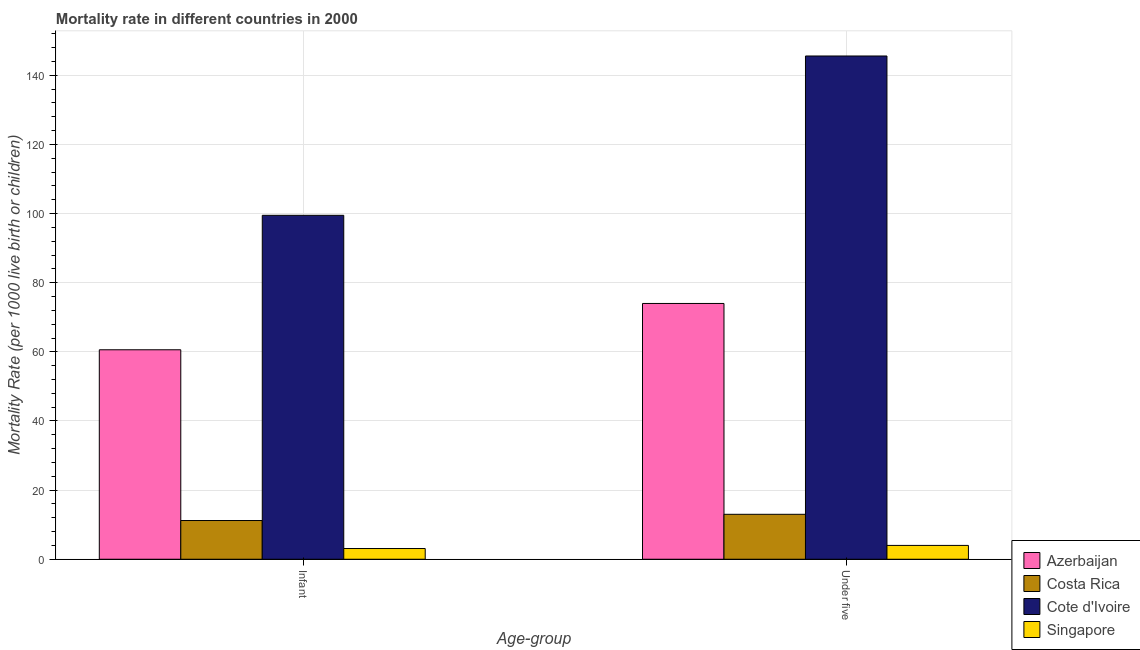 Mortality rate in different countries in 2000
Mortality Rate (per 1000 live birth or children)
140
120
100
80
60
40
20
0
Infant
Under five
Age-group
Azerbaijan
Costa Rica
Cote d'Ivoire
Singapore